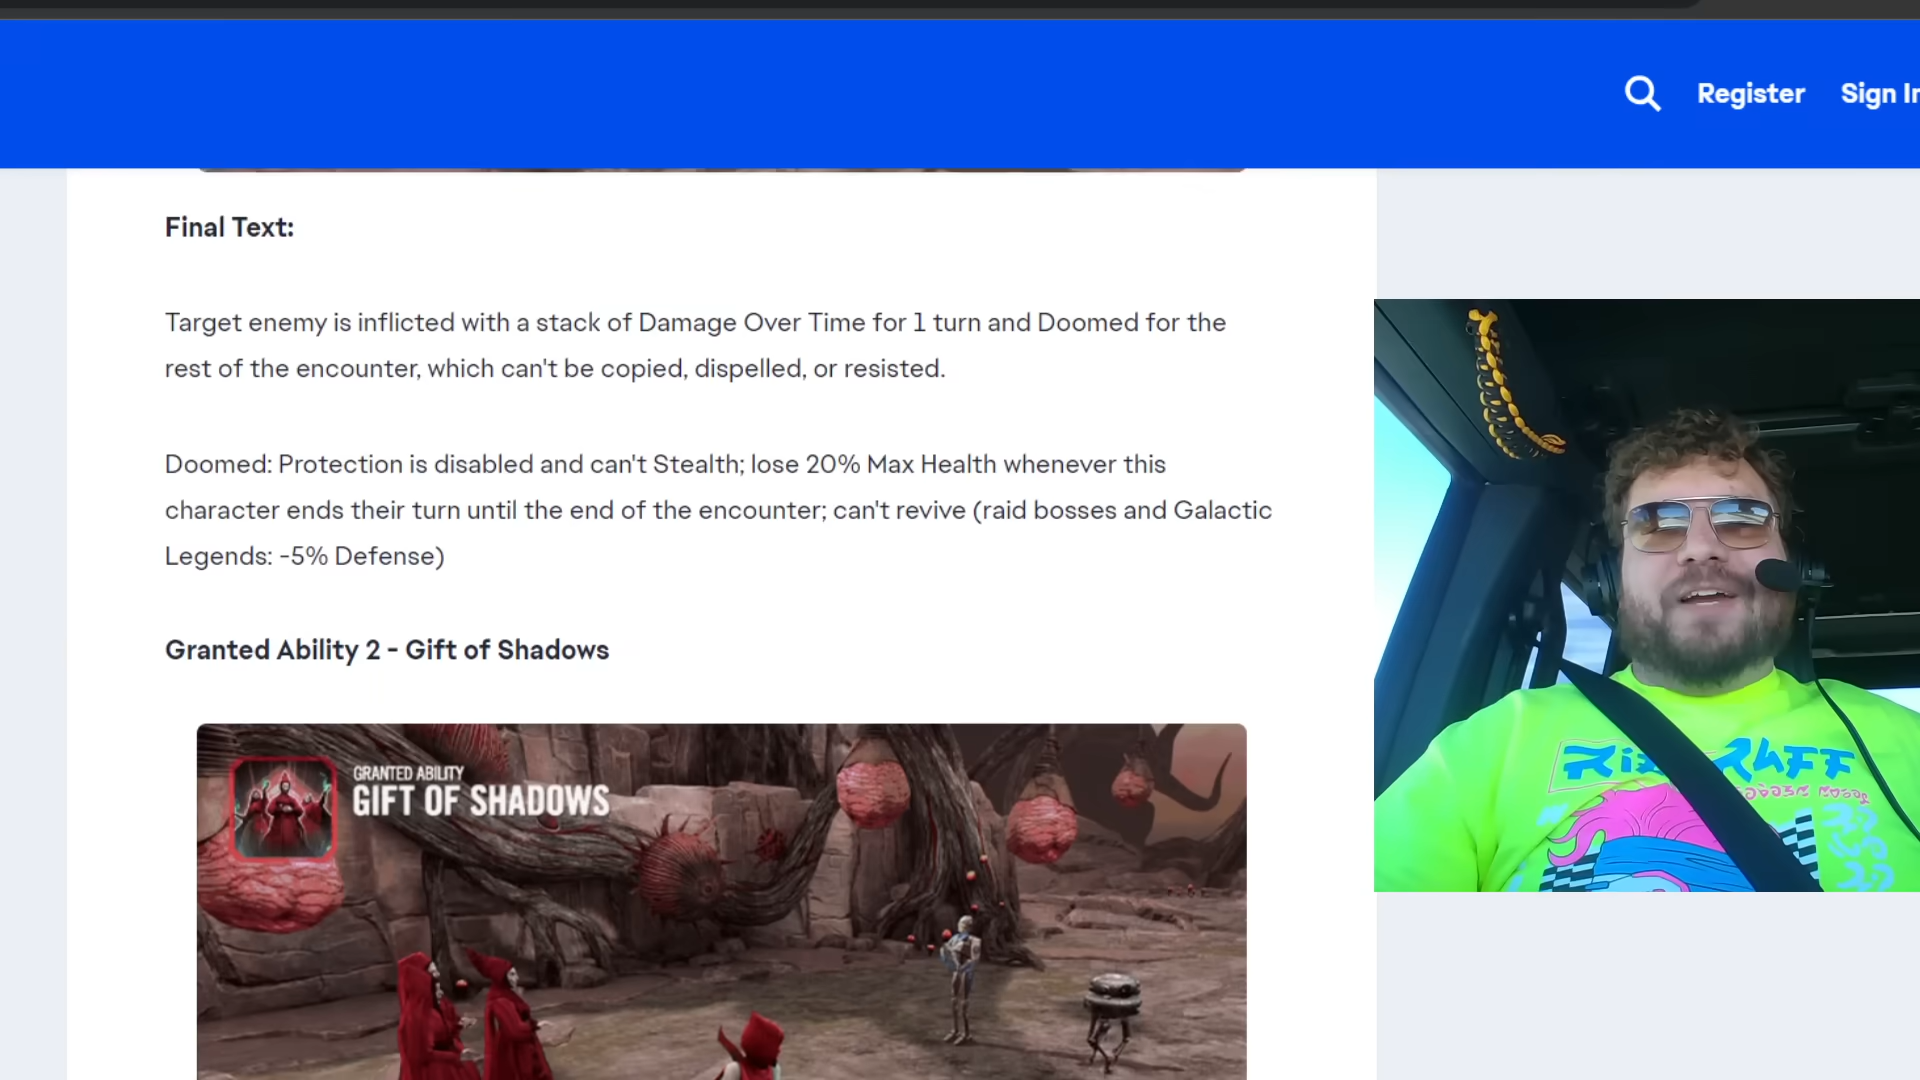 Register Sign In
Final Text:
Target enemy is inflicted with a stack of Damage Over Time for 1 turn and Doomed for the
rest of the encounter, which can't be copied, dispelled, or resisted.
Doomed: Protection is disabled and can't Stealth; lose 20% Max Health whenever this
character ends their turn until the end of the encounter; can't revive (raid bosses and Galactic
Legends: -5% Defense)
Granted Ability 2 - Gift of Shadows
GRANTED ABILITY
GIFT OF SHADOWS